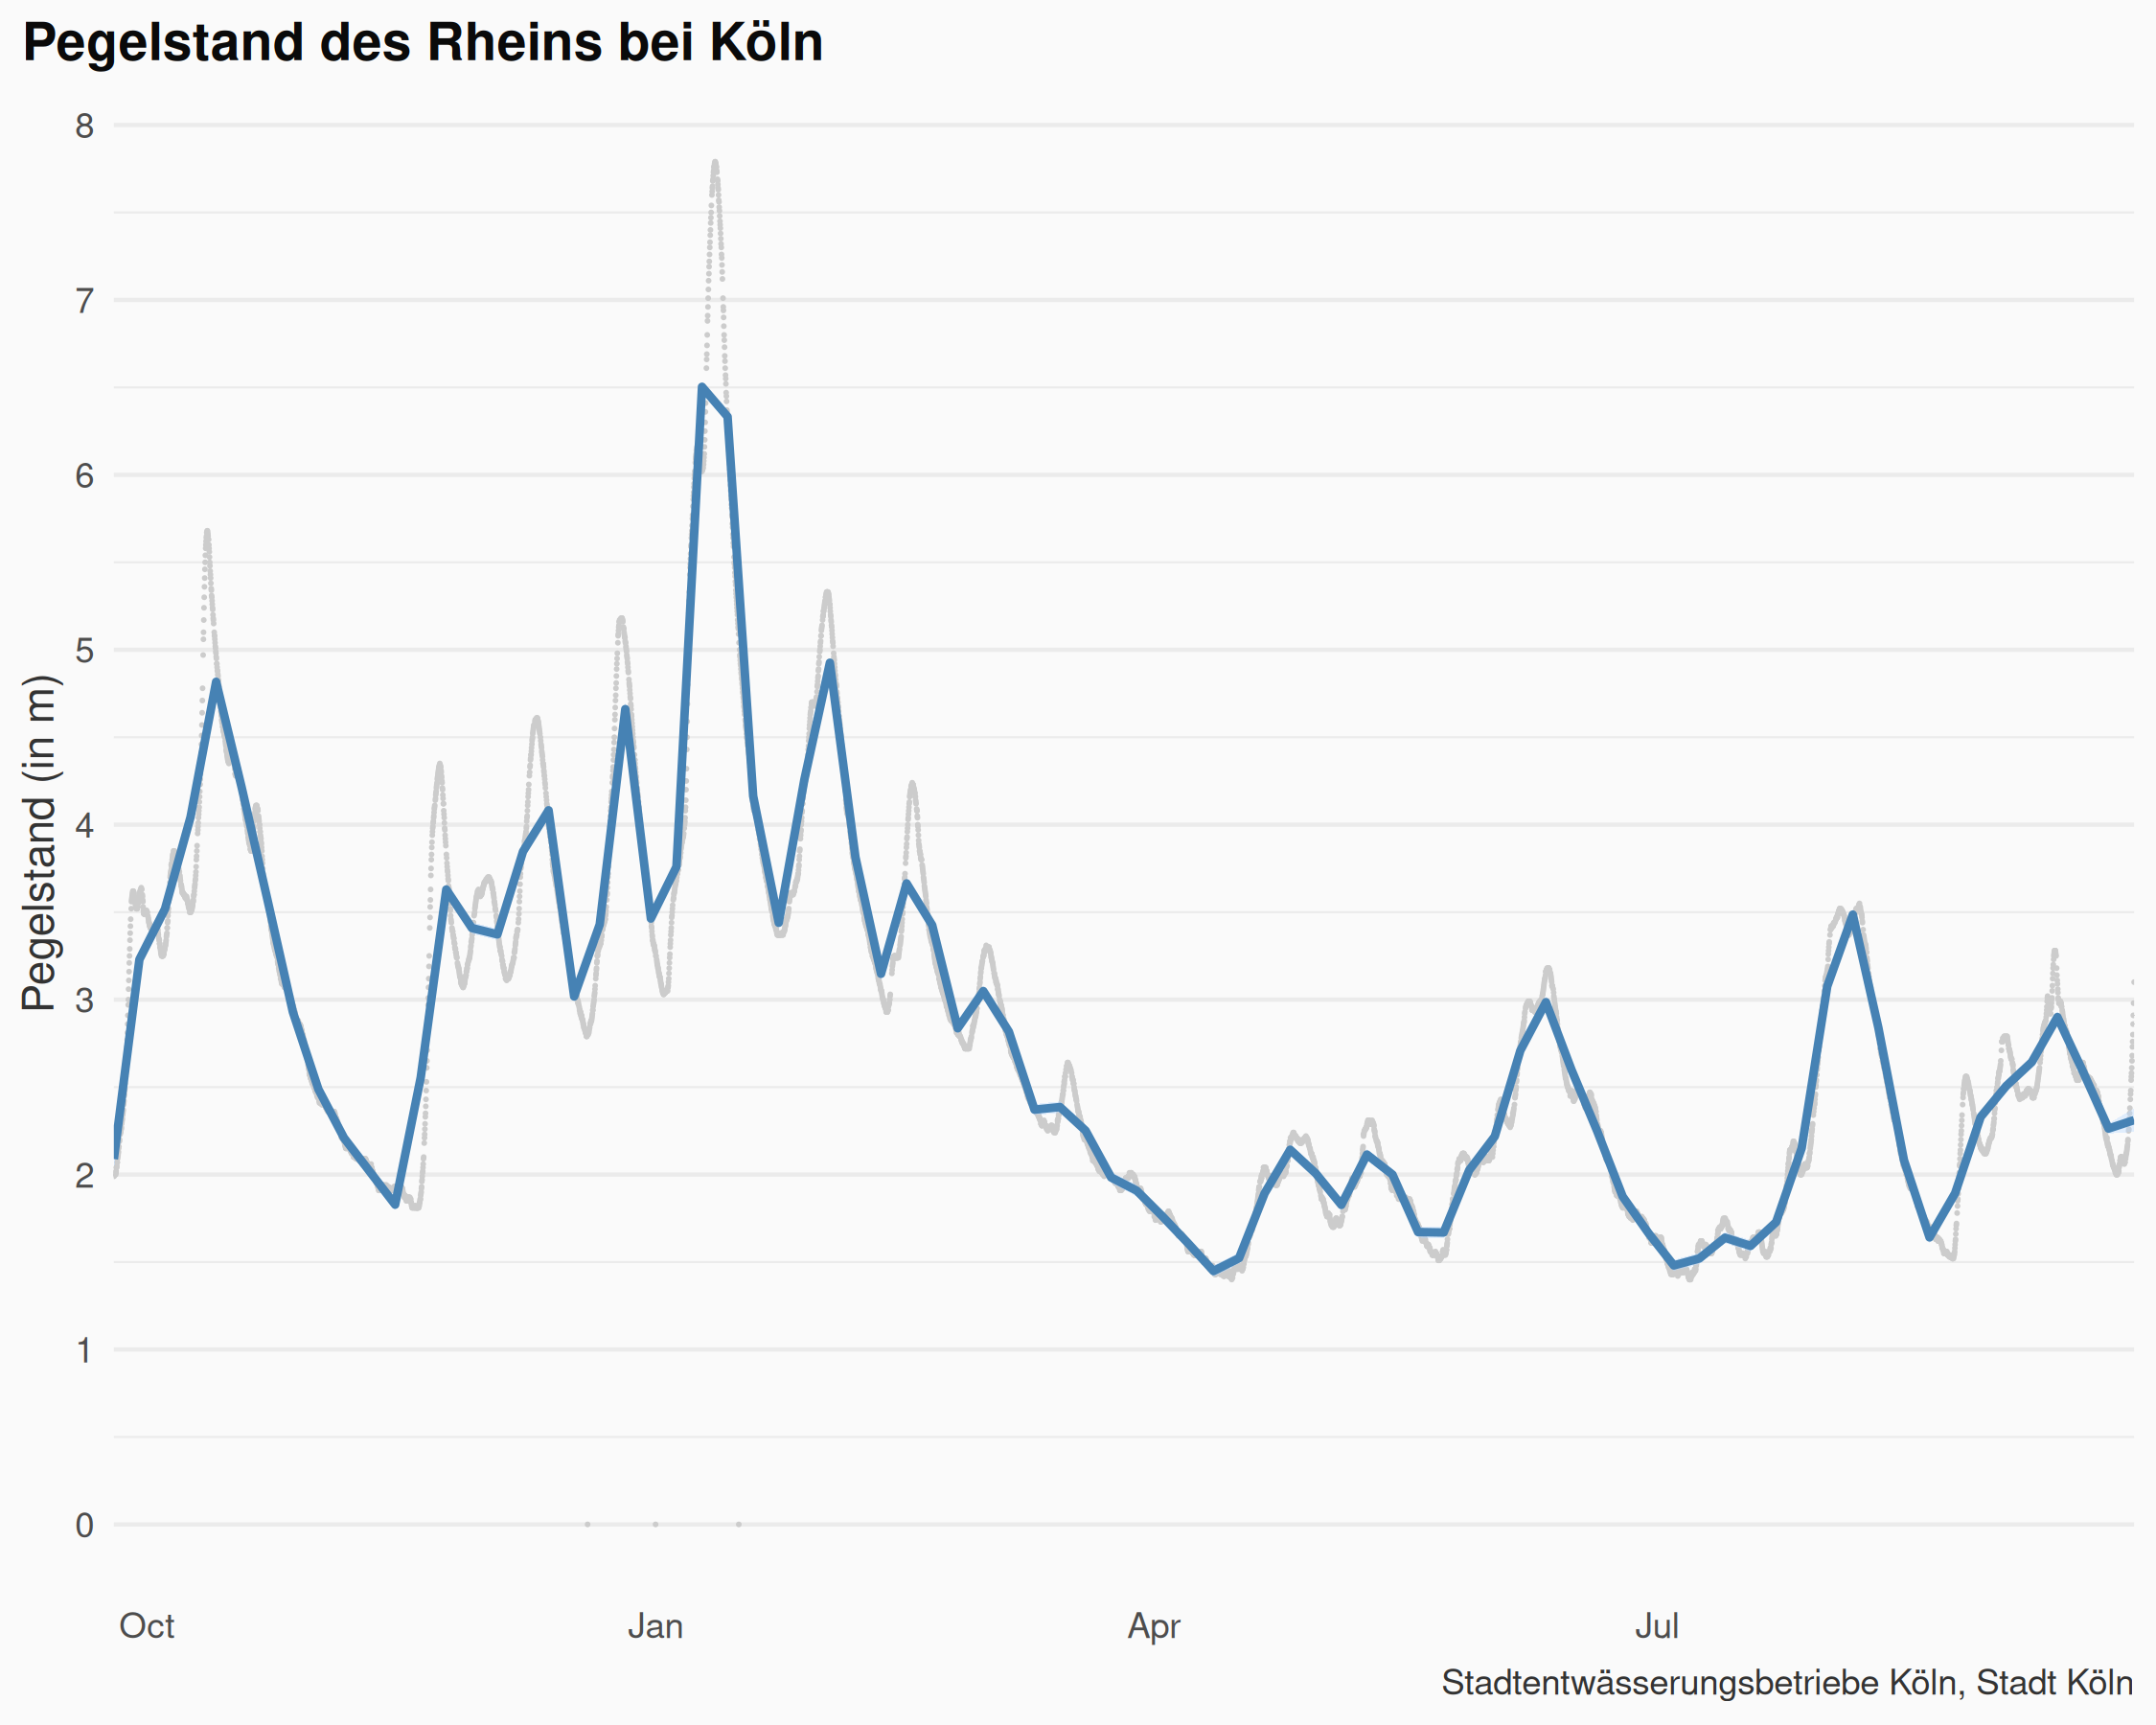 Pegelstand des Rheins bei Köln
8
7
6
5
4
3
2
1
0
Pegelstand (in m)
Oct Jan Apr Jul
Stadtentwässerungsbetriebe Köln, Stadt Köln